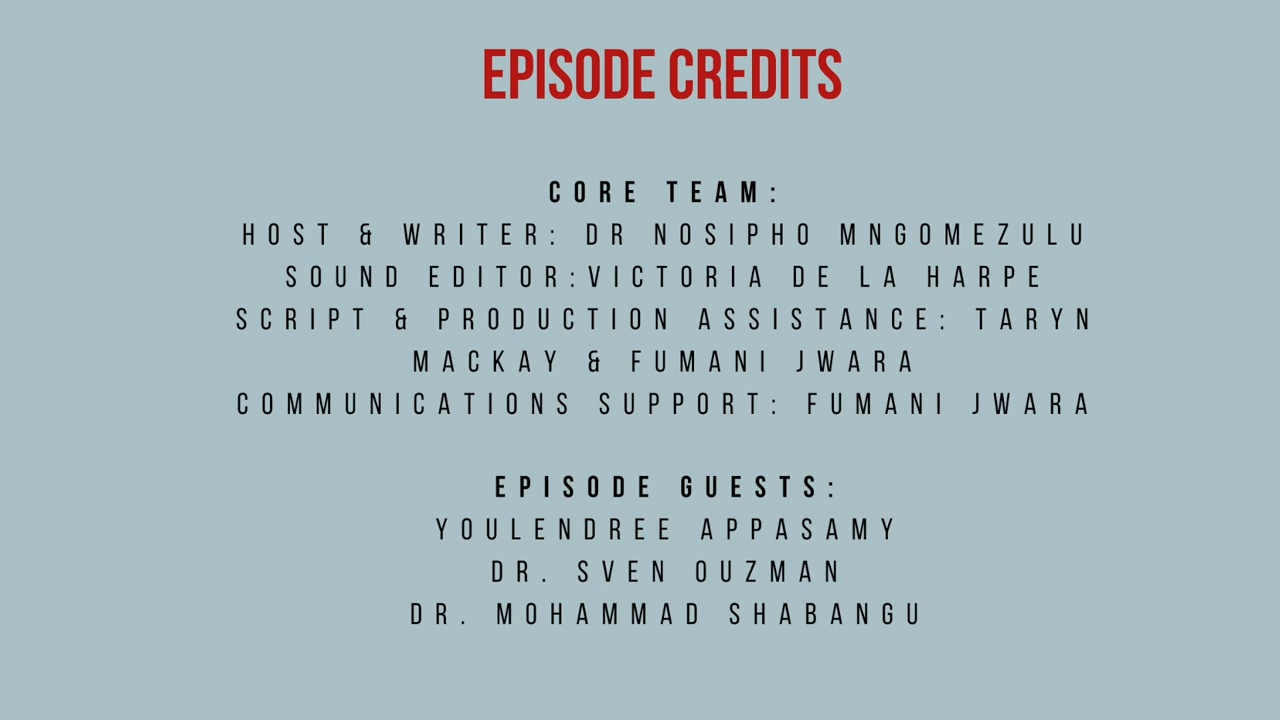 EPISODE CREDITS
CORE TEAM:
HOST & WRITER: DR NOSIPHO MNGOMEZULU
SOUND EDITOR:VICTORIA DE LA HARPE
SCRIPT & PRODUCTION ASSISTANCE: TARYN
MACKAY & FUMANI JWARA
COMMUNICATIONS SUPPORT: FUMANI JWARA
EPISODE GUESTS:
YOULENDREE APPASAMY
DR. SVEN OUZMAN
DR. MOHAMMAD SHABANGU